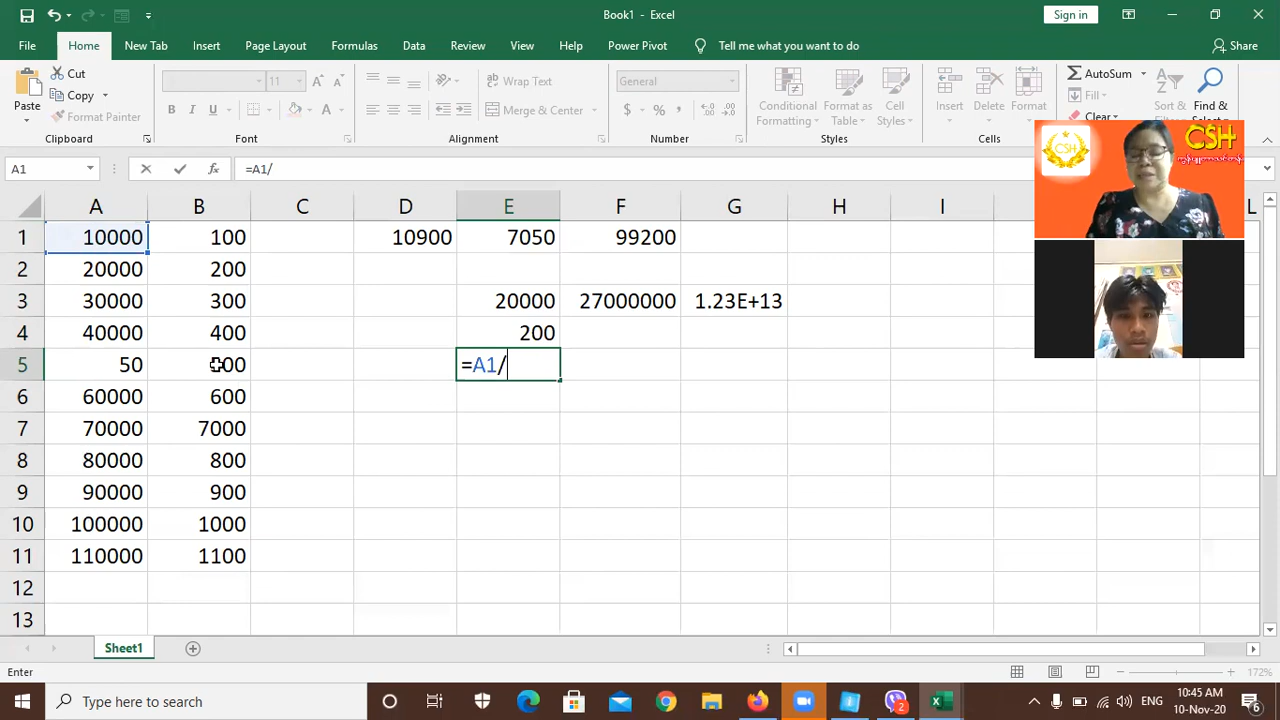 Book1 - Excel
Sign in
File Home New Tab Insert Page Layout Formulas Data Review View Help Power Pivot Tell me what you want to do Share
Paste
Cut
Copy
Format Painter
11
Wrap Text
Merge & Center
General
Conditional Formatting
Format as Table
Cell Styles
Insert
Delete
Format
AutoSum
Fill
Clear
Sort &
Find &
Clipboard Font Alignment Number Styles Cells
A1 =A1/
CSH
CSH
A B C D E F G H I L
1 10000 100 10900 7050 99200
2 20000 200
3 30000 300 20000 27000000 1.23E+13
4 40000 400 200
5 50 00 =A1/
6 60000 600
7 70000 7000
8 80000 800
9 90000 900
10 100000 1000
11 110000 1100
12
13
Sheet1
Enter 172%
Type here to search
2
ENG
10:45 AM
10-Nov-20
6